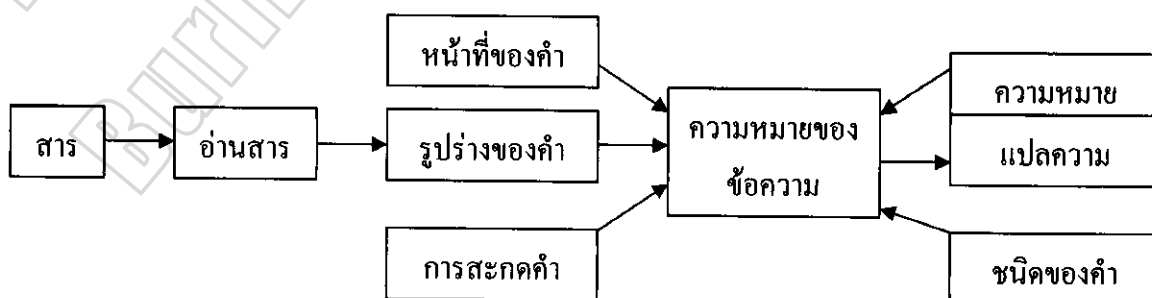 หน้าที่ของคำ
ความหมาย
สาร
อ่านสาร
รูปร่างของคำ
ความหมายของ
ข้อความ
แปลความ
การสะกดคำ
ชนิดของคำ